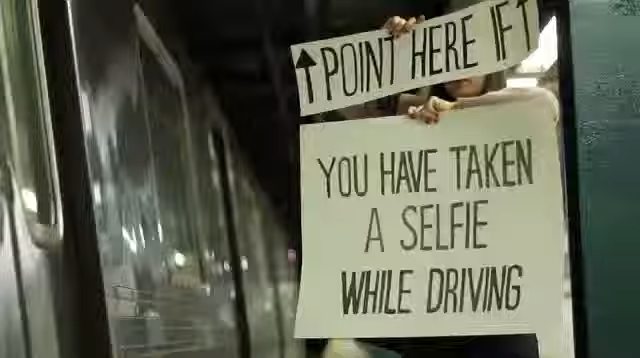 ↑ POINT HERE IF ↑
YOU HAVE TAKEN
A SELFIE
WHILE DRIVING